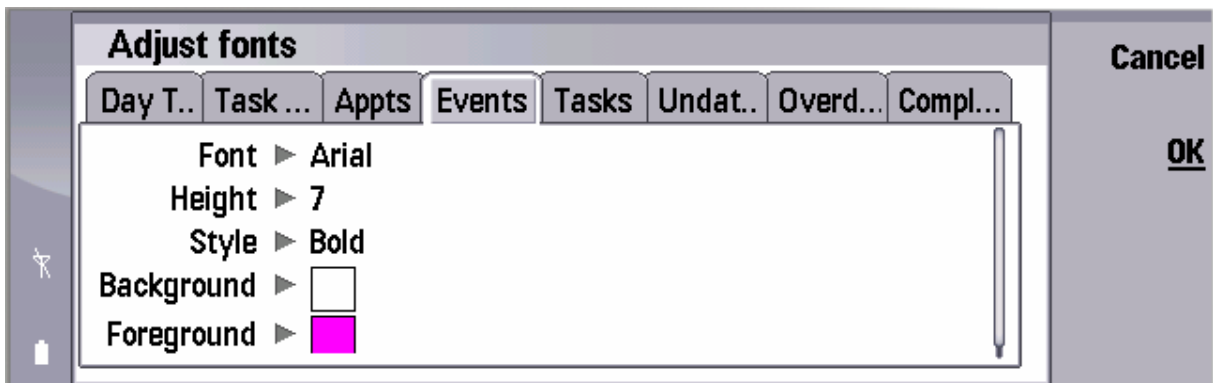 Adjust fonts
Cancel
Day T.. Task ... Appts Events Tasks Undat.. Overd... Compl...
Font Arial
OK
Height 7
Style Bold
Background
Foreground